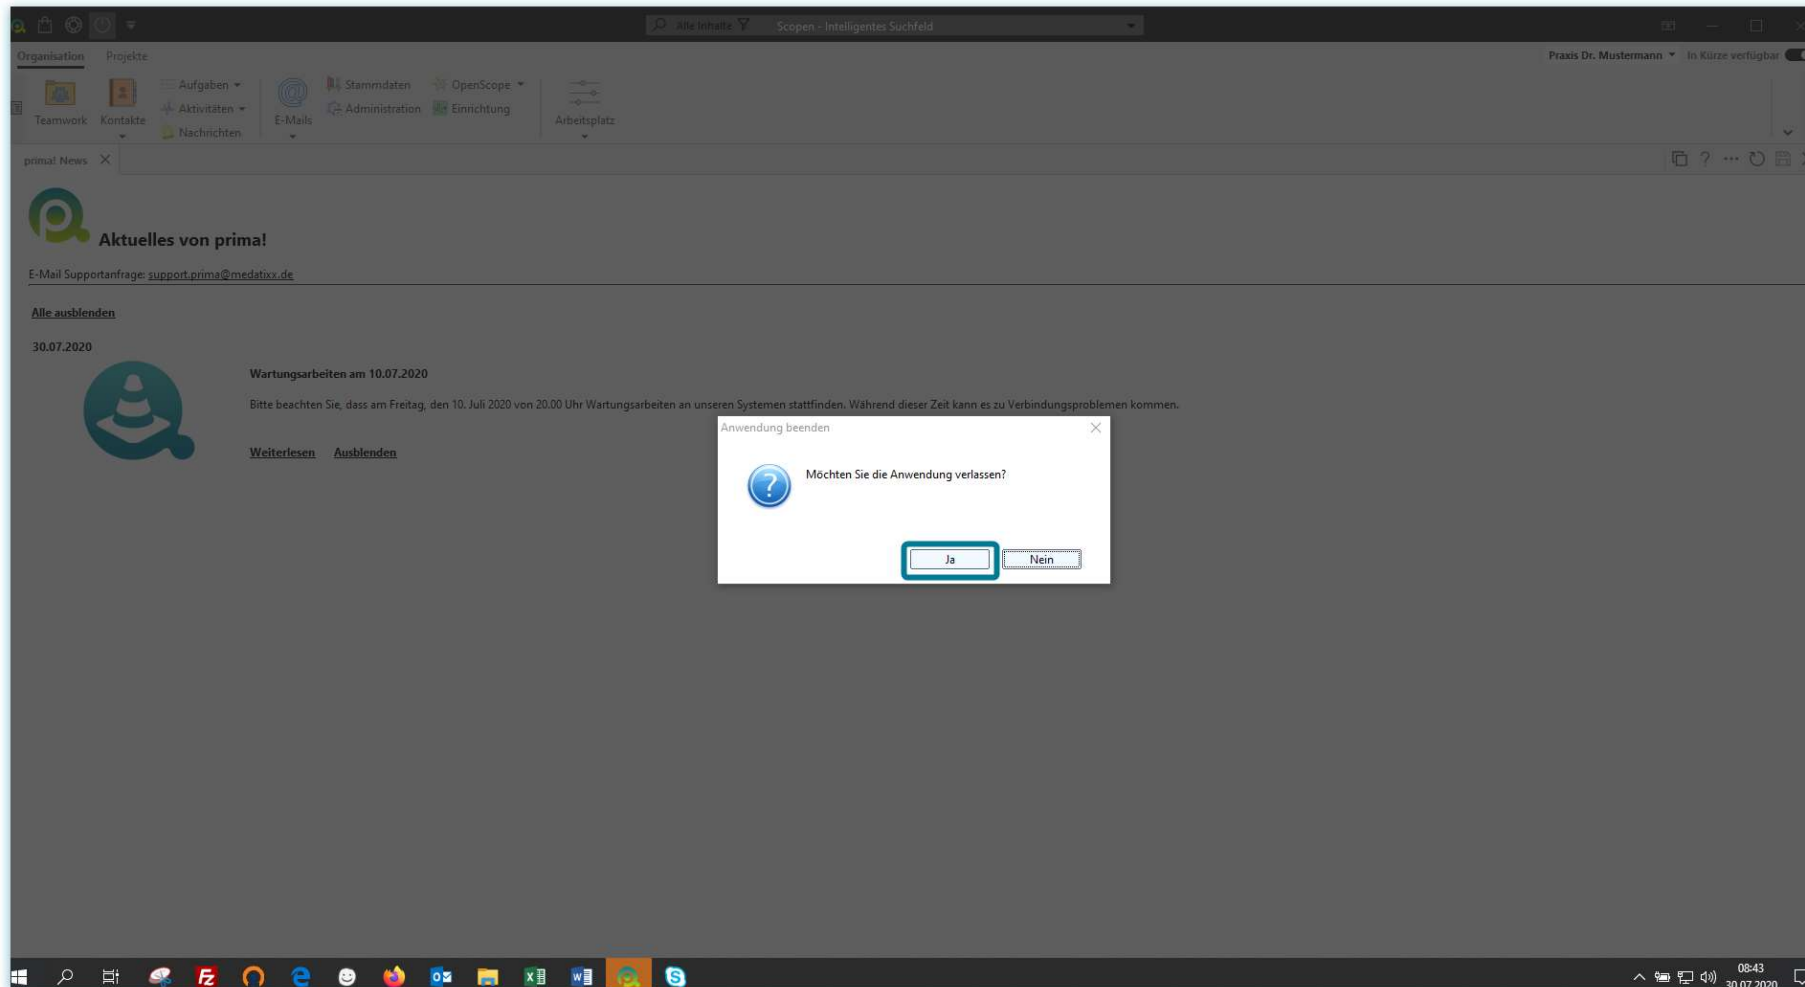 Alle Inhalte Scopen - Intelligentes Suchfeld
Organisation Projekte Praxis Dr. Mustermann In Kürze verfügbar
Teamwork Kontakte
Aufgaben
Aktivitäten
Nachrichten
E-Mails
Stammdaten OpenScope
Administration Einrichtung
Arbeitsplatz
prima! News
Aktuelles von prima!
E-Mail Supportanfrage: support.prima@medatixx.de
Alle ausblenden
30.07.2020
Wartungsarbeiten am 10.07.2020
Bitte beachten Sie, dass am Freitag, den 10. Juli 2020 von 20.00 Uhr Wartungsarbeiten an unseren Systemen stattfinden. Während dieser Zeit kann es zu Verbindungsproblemen kommen.
Weiterlesen Ausblenden
Anwendung beenden
Möchten Sie die Anwendung verlassen?
Ja Nein
08:43
30.07.2020